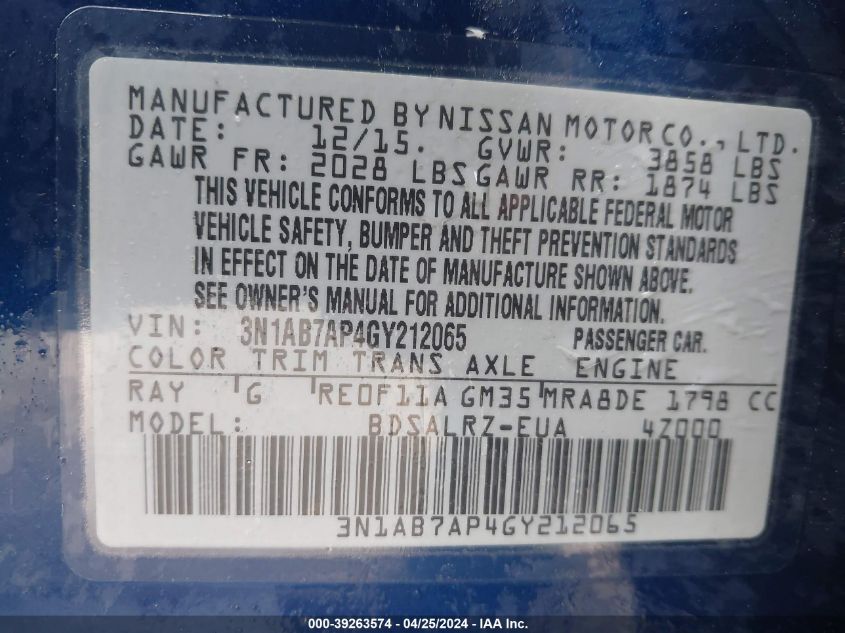 MANUFACTURED BY NISSAN MOTOR CO., LTD.
DATE: 12/15. GVWR: 3858 LBS
GAWR FR: 2028 LBS GAWR RR: 1874 LBS
THIS VEHICLE CONFORMS TO ALL APPLICABLE FEDERAL MOTOR
VEHICLE SAFETY, BUMPER AND THEFT PREVENTION STANDARDS
IN EFFECT ON THE DATE OF MANUFACTURE SHOWN ABOVE.
SEE OWNER'S MANUAL FOR ADDITIONAL INFORMATION.
VIN: 3N1AB7AP4GY212065 PASSENGER CAR.
COLOR TRIM TRANS AXLE ENGINE
RAY G RE0F11A GM35 MRA8DE 1798 CC
MODEL: BDSALRZ-EUA 4Z000
3N1AB7AP4GY212065
000-39263574 - 04/25/2024 - IAA Inc.